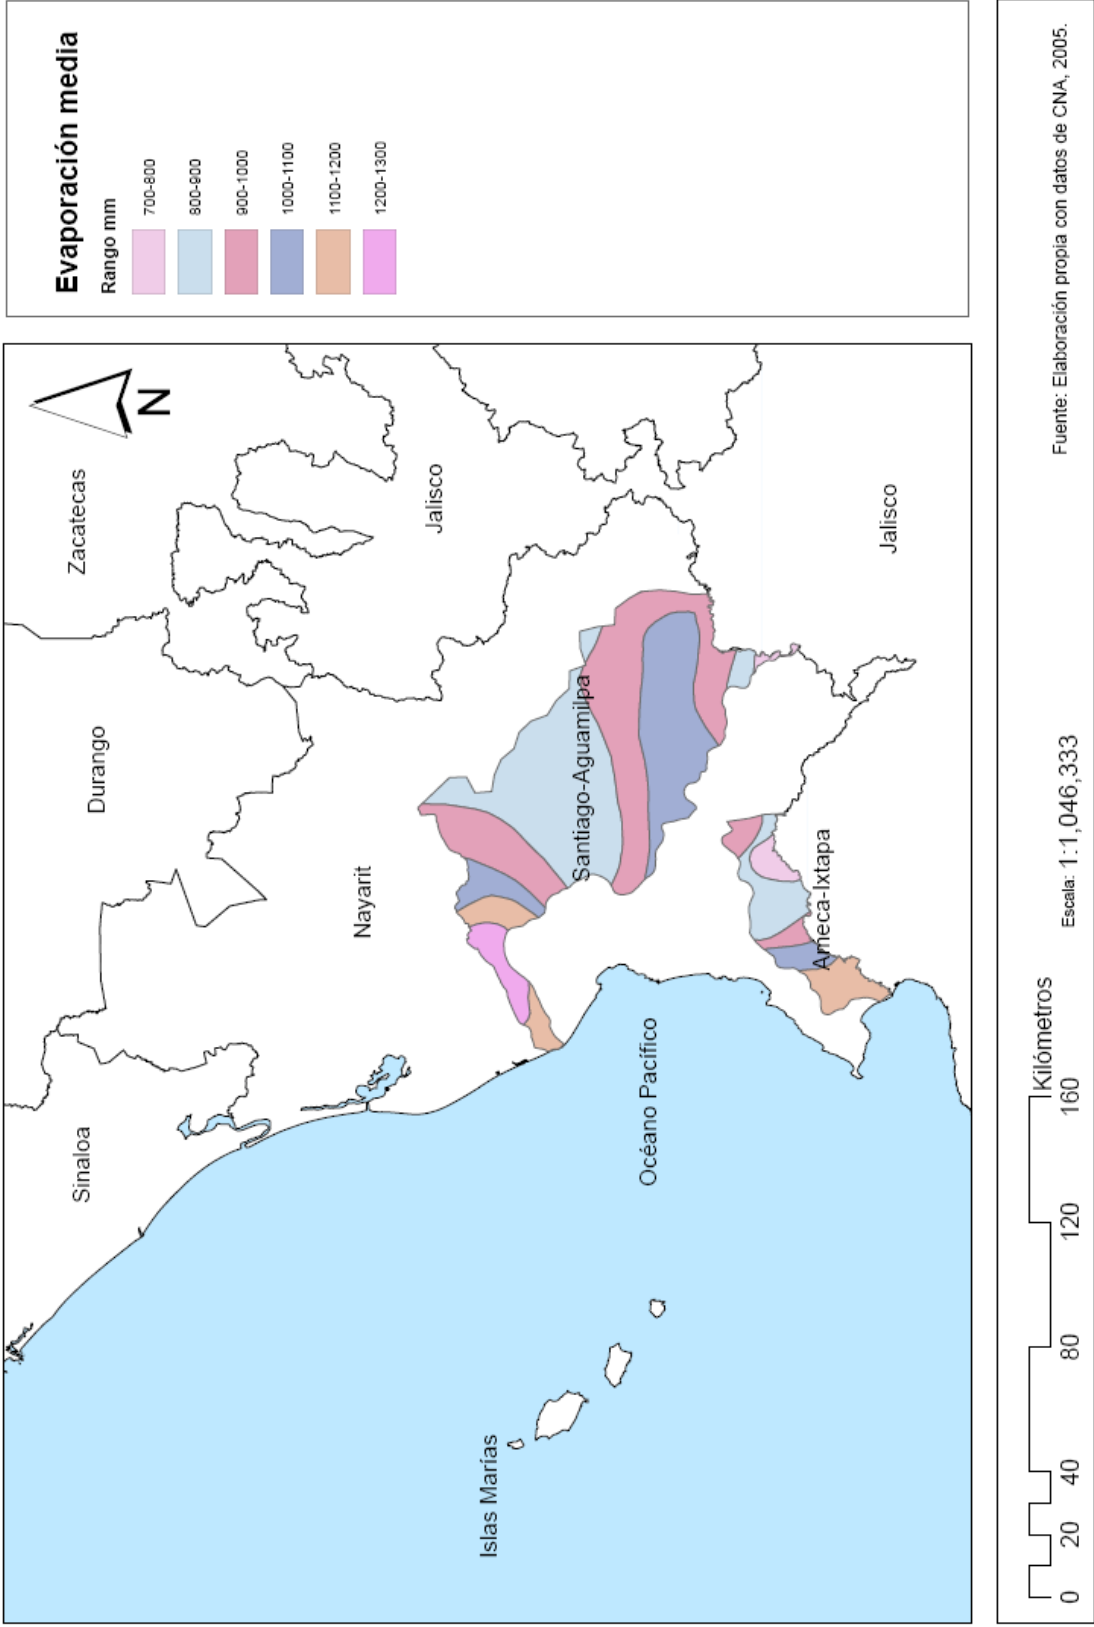 Evaporación media
Rango mm
700-800
800-900
900-1000
1000-1100
1100-1200
1200-1300
N
Zacatecas
Durango
Sinaloa
Jalisco
Nayarit
Santiago-Aguamilpa
Islas Marías
Océano Pacífico
Ameca-Ixtapa
Jalisco
Kilómetros
0 20 40 80 120 160
Escala: 1:1,046,333
Fuente: Elaboración propia con datos de CNA, 2005.